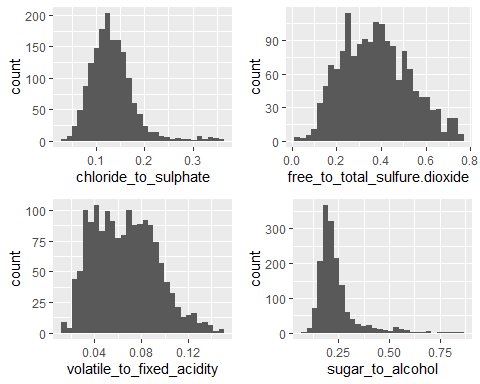 200
150
100
50
0
count
0.1 0.2 0.3
chloride_to_sulphate
90
60
30
0
count
0.0 0.2 0.4 0.6 0.8
free_to_total_sulfure.dioxide
100
75
50
25
0
count
0.04 0.08 0.12
volatile_to_fixed_acidity
300
200
100
0
count
0.25 0.50 0.75
sugar_to_alcohol